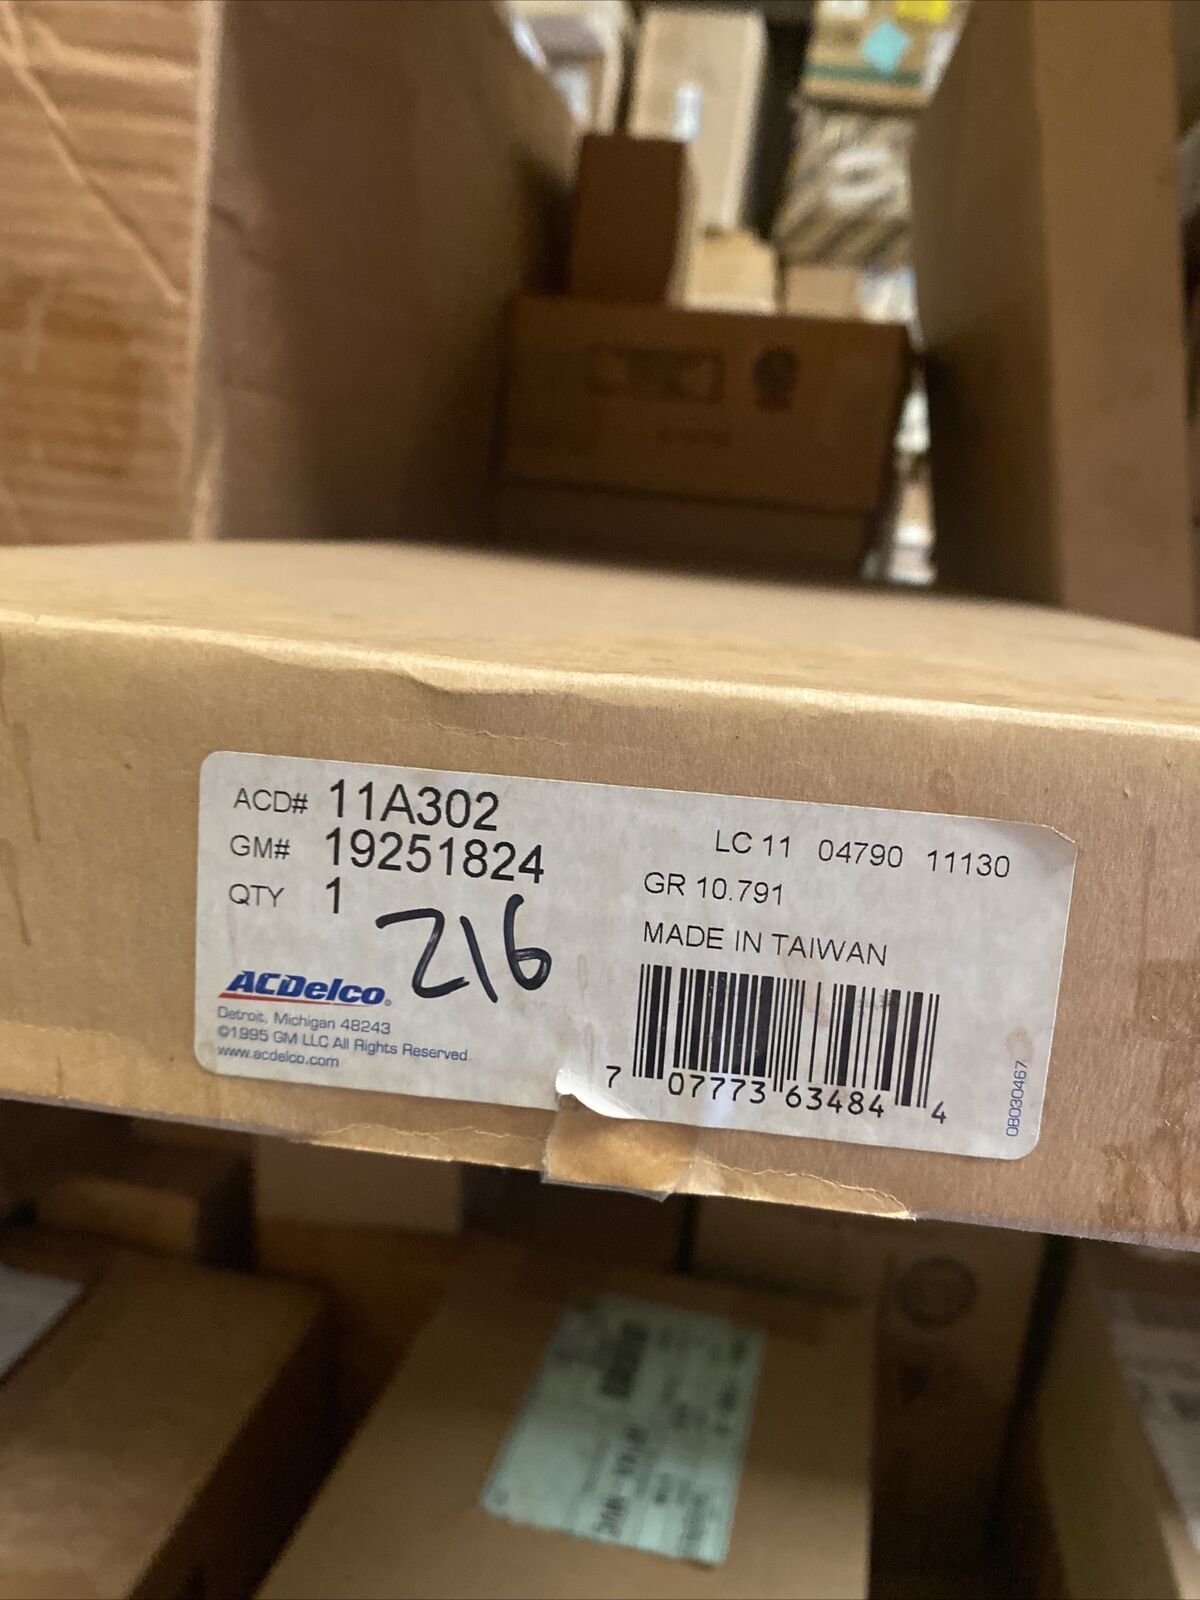 ACD# 11A302
GM# 19251824
QTY 1
216
LC 11 04790 11130
GR 10.791
MADE IN TAIWAN
ACDelco®
Detroit, Michigan 48243
©1995 GM LLC All Rights Reserved.
www.acdelco.com
7 07773 63484 4
08030467